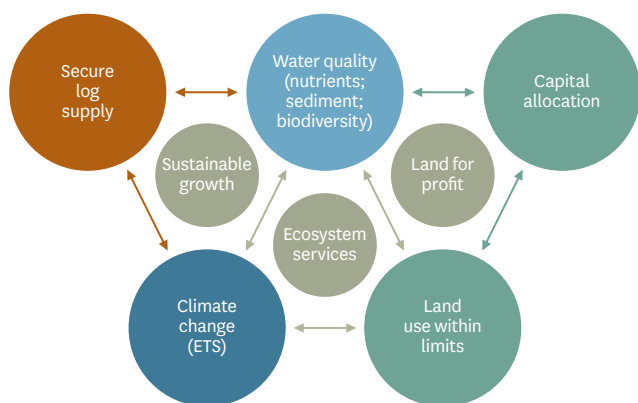 Secure
log
supply
Water quality
(nutrients;
sediment;
biodiversity)
Capital
allocation
Sustainable
growth
Land for
profit
Ecosystem
services
Climate
change
(ETS)
Land
use within
limits